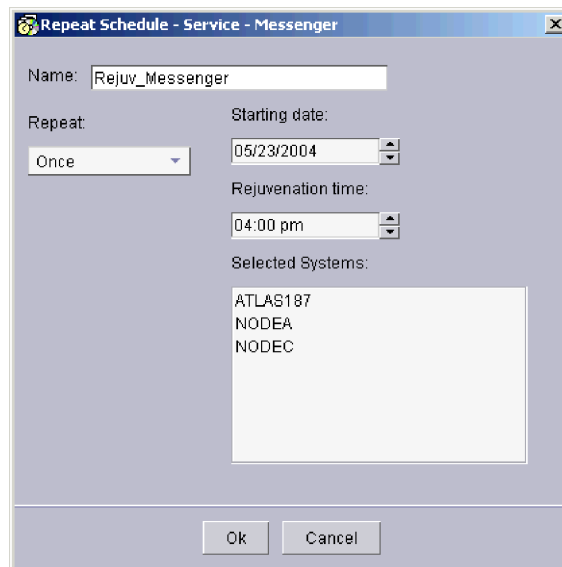 Repeat Schedule - Service - Messenger
Name: Rejuv_Messenger
Repeat:
Once
Starting date:
05/23/2004
Rejuvenation time:
04:00 pm
Selected Systems:
ATLAS187
NODEA
NODEC
Ok
Cancel